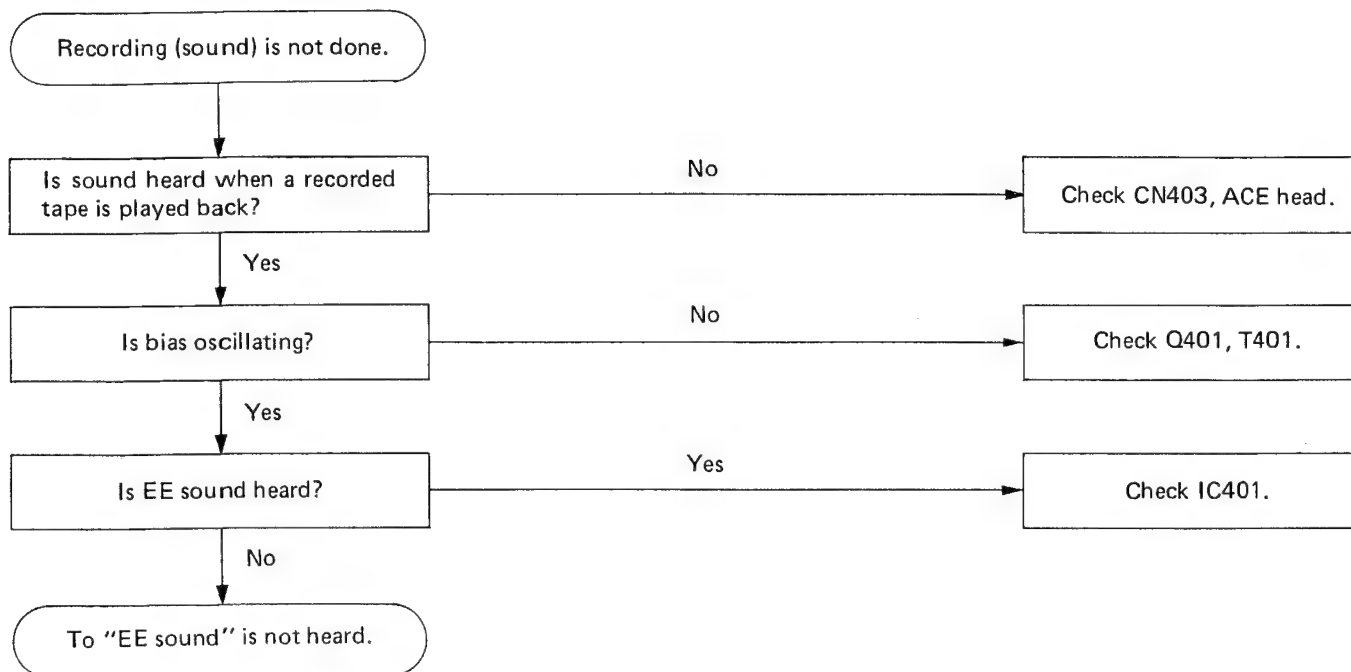 Recording (sound) is not done.
Is sound heard when a recorded
tape is played back?
No
Check CN403, ACE head.
Yes
Is bias oscillating?
No
Check Q401, T401.
Yes
Is EE sound heard?
Yes
Check IC401.
No
To "EE sound" is not heard.